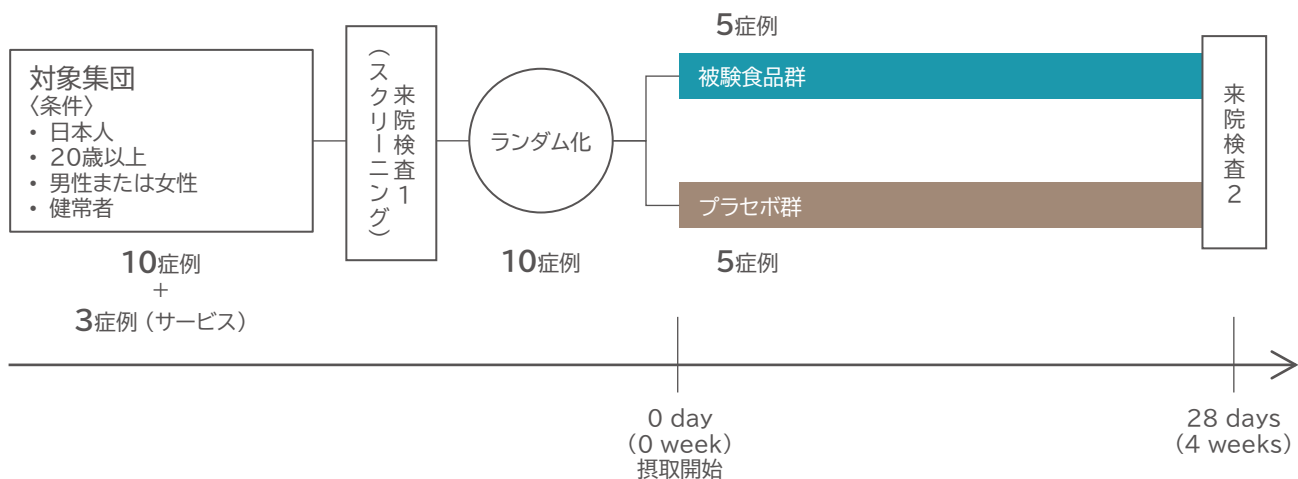 対象集団
〈条件〉
• 日本人
• 20歳以上
• 男性または女性
• 健常者
10症例
+
3症例（サービス）
来院検査1
（スクリーニング）
ランダム化
10症例
5症例
被験食品群
プラセボ群
5症例
来院検査2
0 day
(0 week)
摂取開始
28 days
(4 weeks)